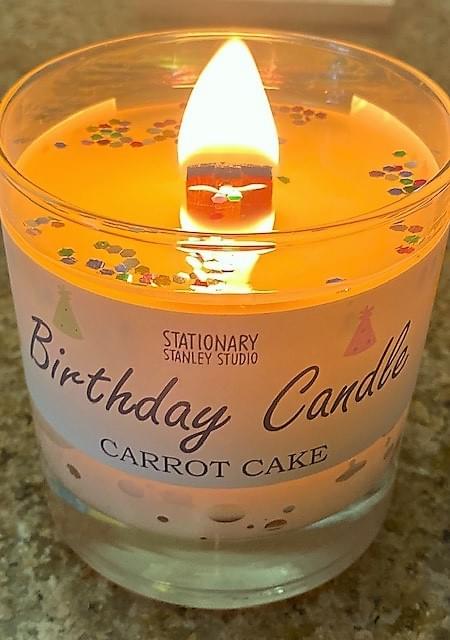 STATIONARY
STANLEY STUDIO
Birthday Candle
CARROT CAKE